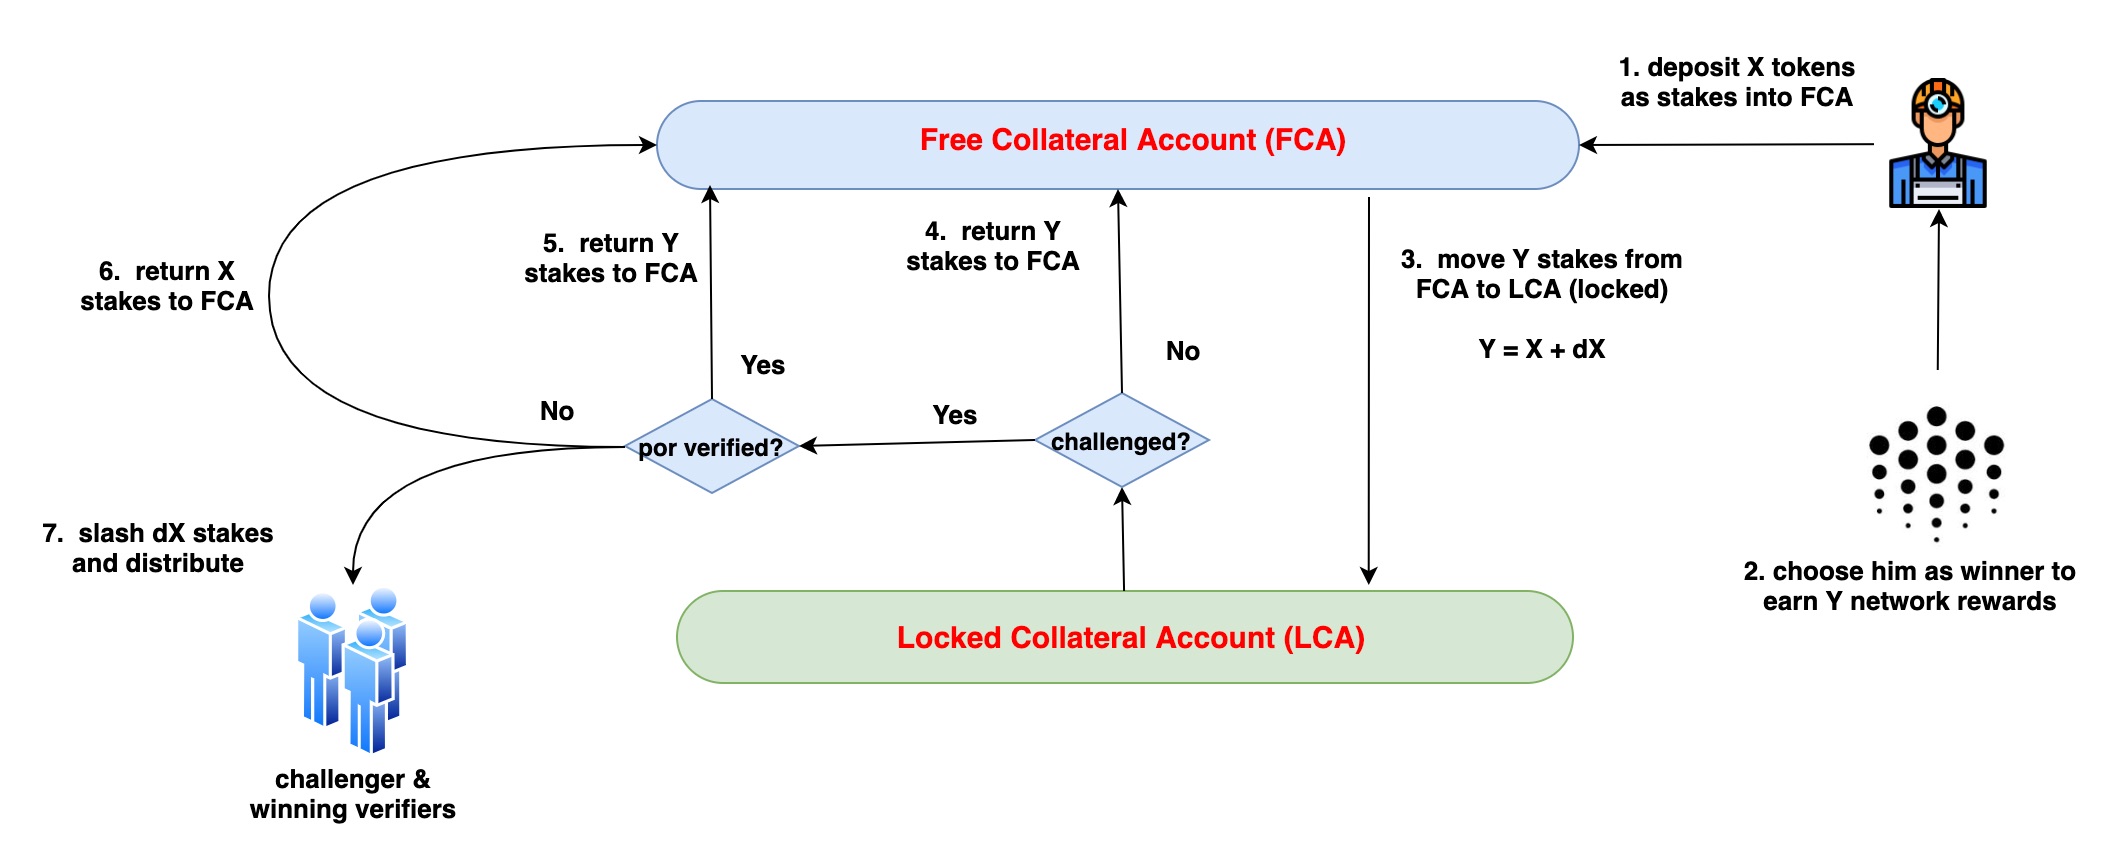 1. deposit X tokens
as stakes into FCA
Free Collateral Account (FCA)
6. return X
stakes to FCA
5. return Y
stakes to FCA
4. return Y
stakes to FCA
3. move Y stakes from
FCA to LCA (locked)
Y = X + dX
No
Yes
No
Yes
por verified?
challenged?
7. slash dX stakes
and distribute
2. choose him as winner to
earn Y network rewards
Locked Collateral Account (LCA)
challenger &
winning verifiers